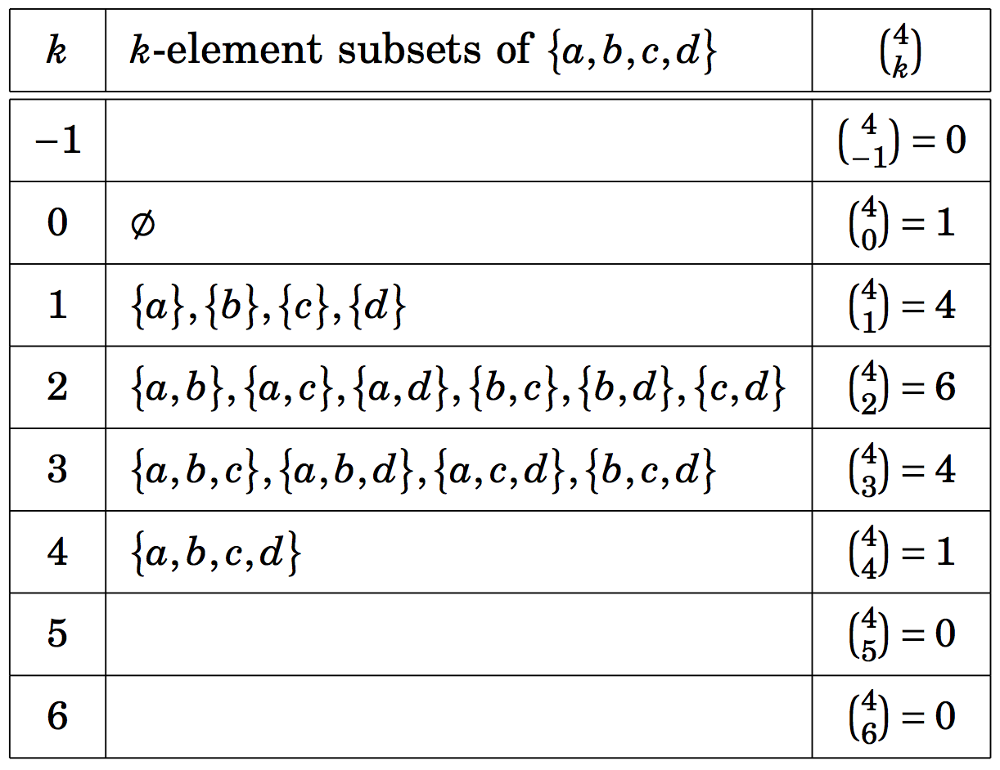 k k-element subsets of {a,b,c,d} $\binom{4}{k}$
−1 $\binom{4}{-1}$ = 0
0 ∅ $\binom{4}{0}$ = 1
1 {a},{b},{c},{d} $\binom{4}{1}$ = 4
2 {a,b},{a,c},{a,d},{b,c},{b,d},{c,d} $\binom{4}{2}$ = 6
3 {a,b,c},{a,b,d},{a,c,d},{b,c,d} $\binom{4}{3}$ = 4
4 {a,b,c,d} $\binom{4}{4}$ = 1
5 $\binom{4}{5}$ = 0
6 $\binom{4}{6}$ = 0